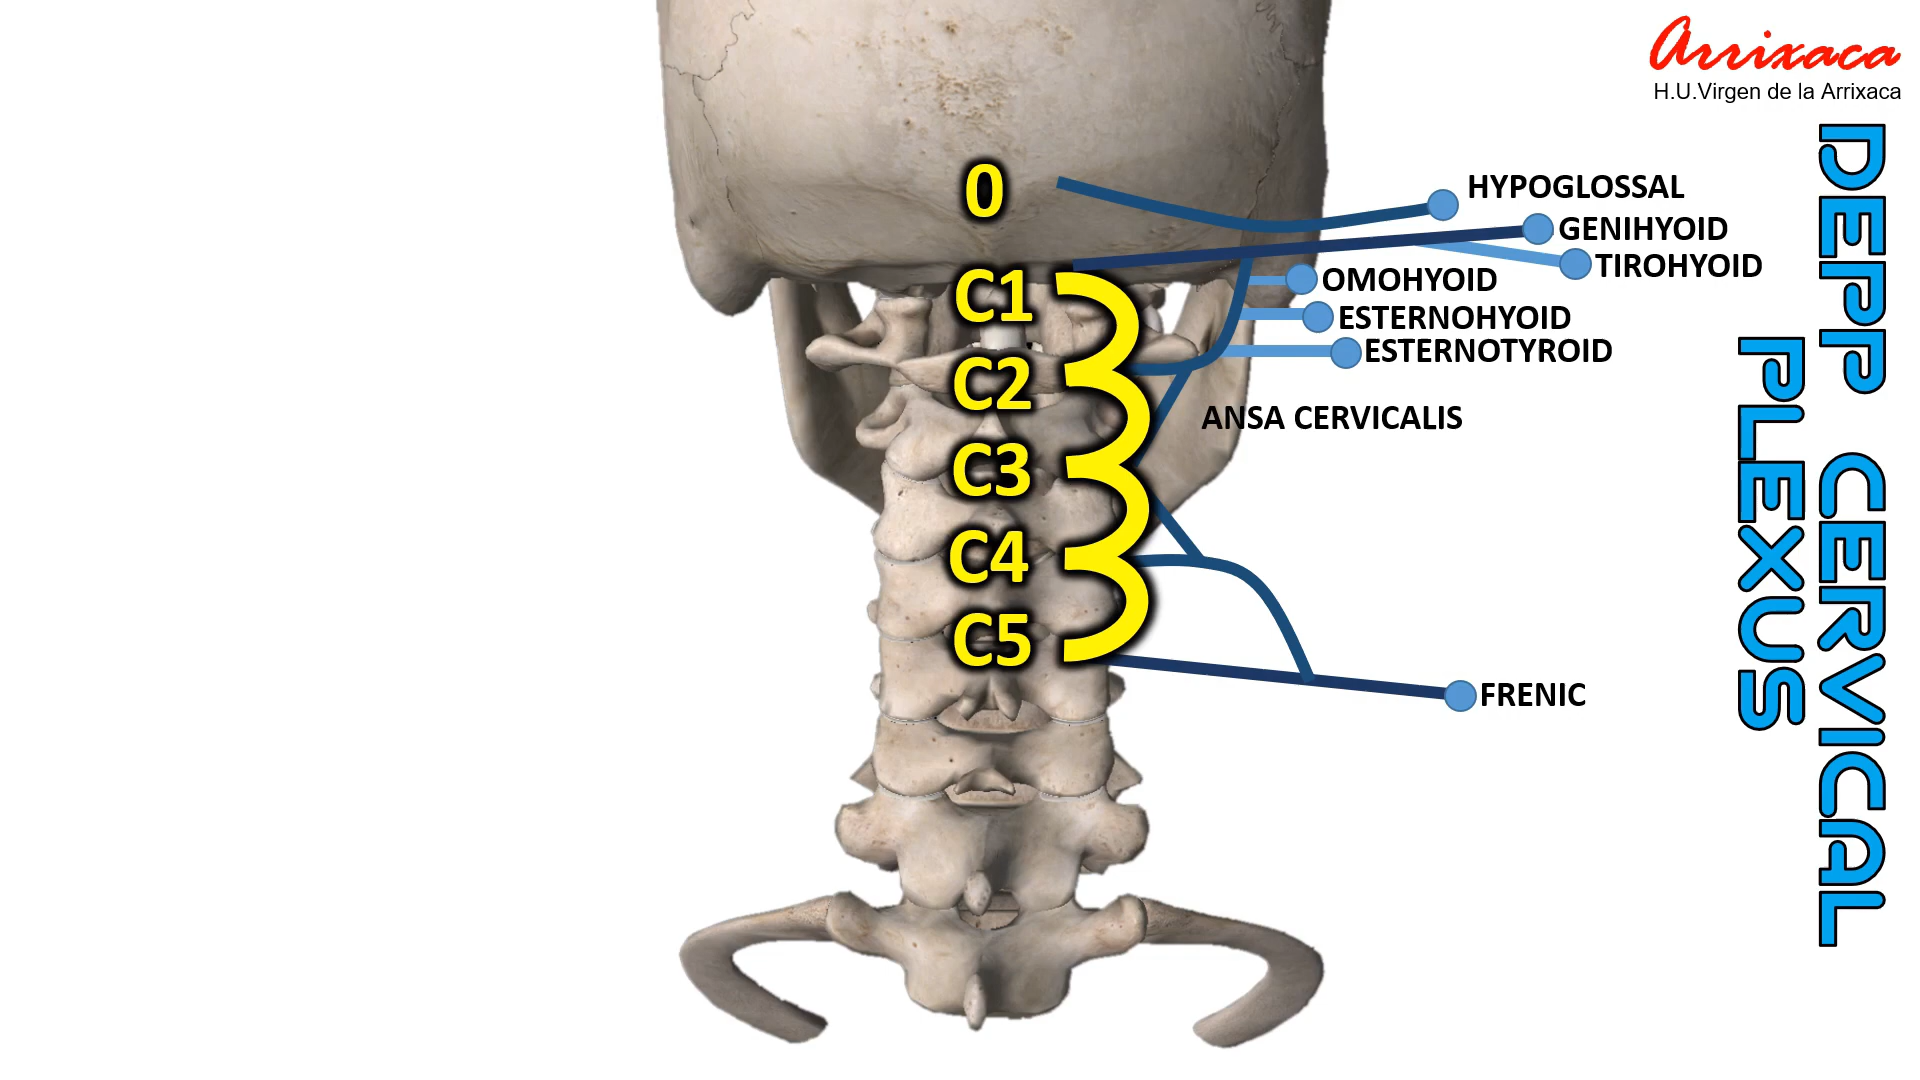 Arrixaca
H.U.Virgen de la Arrixaca
DEPP CERVICAL
PLEXUS
0
HYPOGLOSSAL
GENIHYOID
TIROHYOID
C1
OMOHYOID
ESTERNOHYOID
ESTERNOTYROID
C2
ANSA CERVICALIS
C3
C4
C5
FRENIC